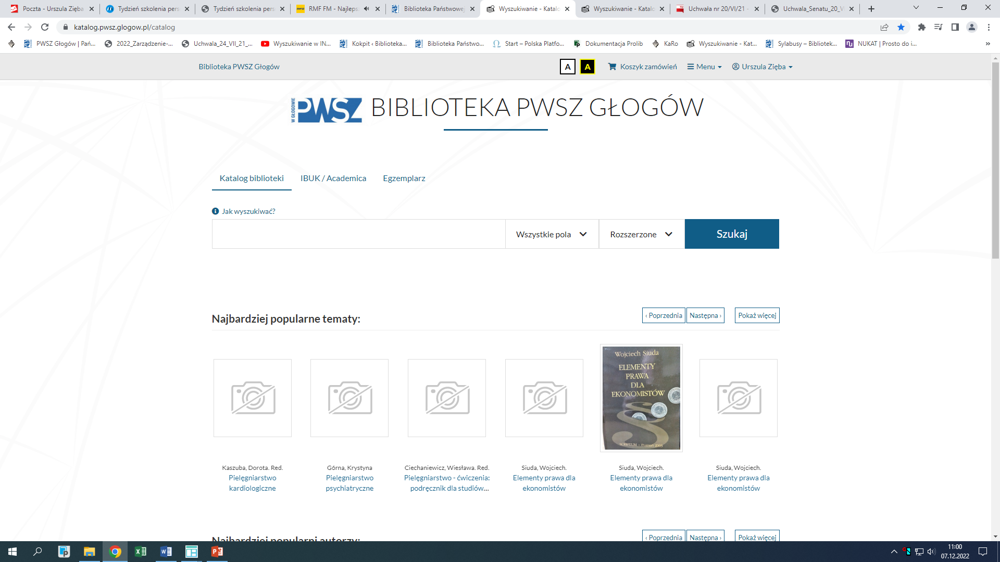 Poczta - Urszula Zięba
Tydzień szkolenia pers
Tydzień szkolenia pers
RMF FM - Najleps
Biblioteka Państwowej
Wyszukiwanie - Katalo
Wyszukiwanie - Katalo
Uchwała nr 20/VI/21 -
Uchwala_Senatu_20_V
katalog.pwsz.glogow.pl/catalog
PWSZ Głogów | Pań...
2022_Zarządzenie-...
Uchwala_24_VII_21_...
Wyszukiwanie w IN...
Kokpit ‹ Biblioteka...
Biblioteka Państwo...
Start – Polska Platfo...
Dokumentacja Prolib
KaRo
Wyszukiwanie - Kat...
Sylabusy – Bibliotek...
NUKAT | Prosto do i...
»
Biblioteka PWSZ Głogów
A
A
Koszyk zamówień
Menu
Urszula Zięba
W GŁOGOWIE PWSZ
BIBLIOTEKA PWSZ GŁOGÓW
Katalog biblioteki
IBUK / Academica
Egzemplarz
Jak wyszukiwać?
Wszystkie pola
Rozszerzone
Szukaj
Najbardziej popularne tematy:
‹ Poprzednia
Następna ›
Pokaż więcej
Wojciech Siuda
ELEMENTY
PRAWA
DLA
EKONOMISTÓW
SCRIPTUM • Poznań 2003
Kaszuba, Dorota. Red.
Pielęgniarstwo
kardiologiczne
Górna, Krystyna
Pielęgniarstwo
psychiatryczne
Ciechaniewicz, Wiesława. Red.
Pielęgniarstwo - ćwiczenia:
podręcznik dla studiów...
Siuda, Wojciech.
Elementy prawa dla
ekonomistów
Siuda, Wojciech.
Elementy prawa dla
ekonomistów
Siuda, Wojciech.
Elementy prawa dla
ekonomistów
Najbardziej popularni autorzy:
‹ Poprzednia
Następna ›
Pokaż więcej
11:00
07.12.2022